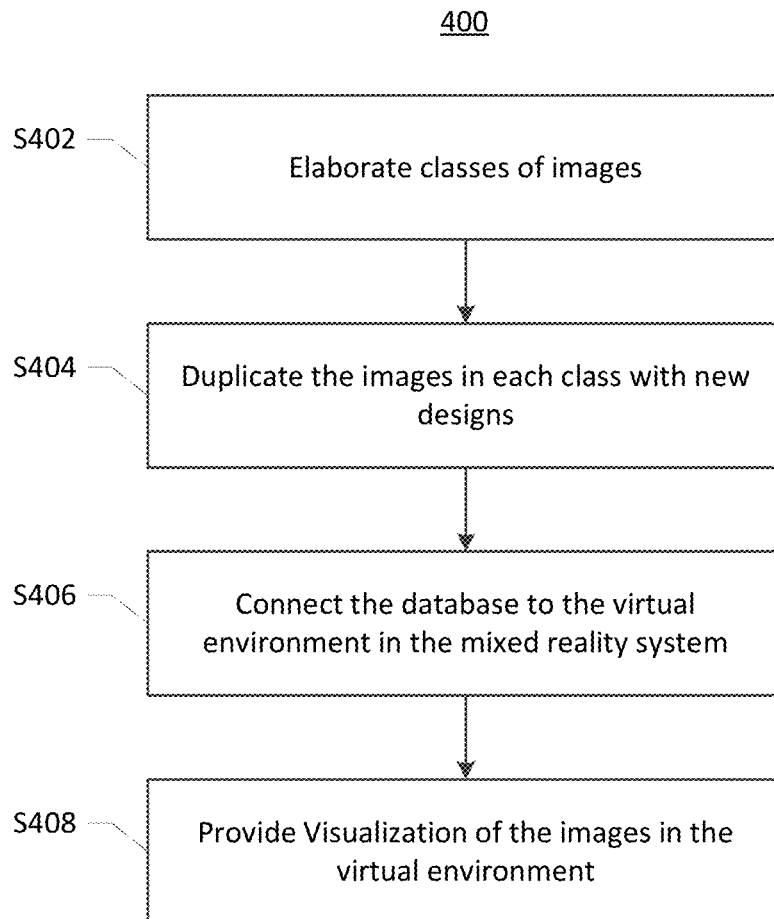 400
S402
Elaborate classes of images
S404
Duplicate the images in each class with new
designs
S406
Connect the database to the virtual
environment in the mixed reality system
S408
Provide Visualization of the images in the
virtual environment